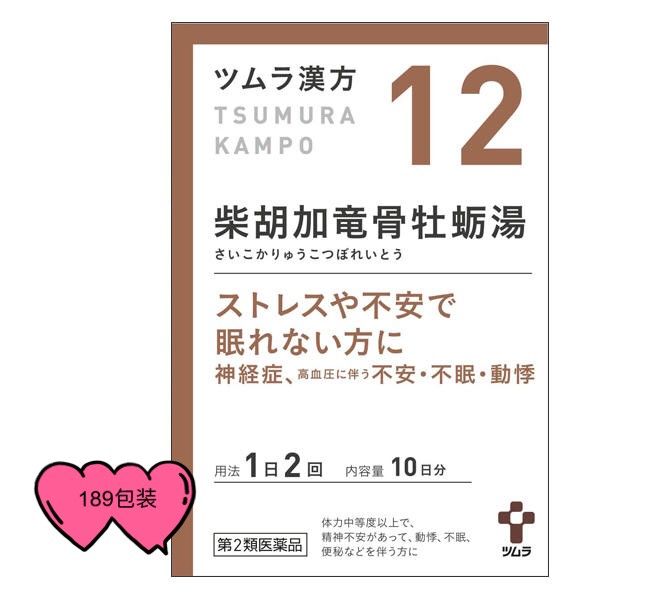 ツムラ漢方
TSUMURA
KAMPO
12
柴胡加竜骨牡蛎湯
さいこかりゅうこつぼれいとう
ストレスや不安で
眠れない方に
神経症、高血圧に伴う不安・不眠・動悸
用法 1日2回 内容量 10日分
189包装
第2類医薬品
体力中等度以上で、
精神不安があって、動悸、不眠、
便秘などを伴う方に
ツムラ